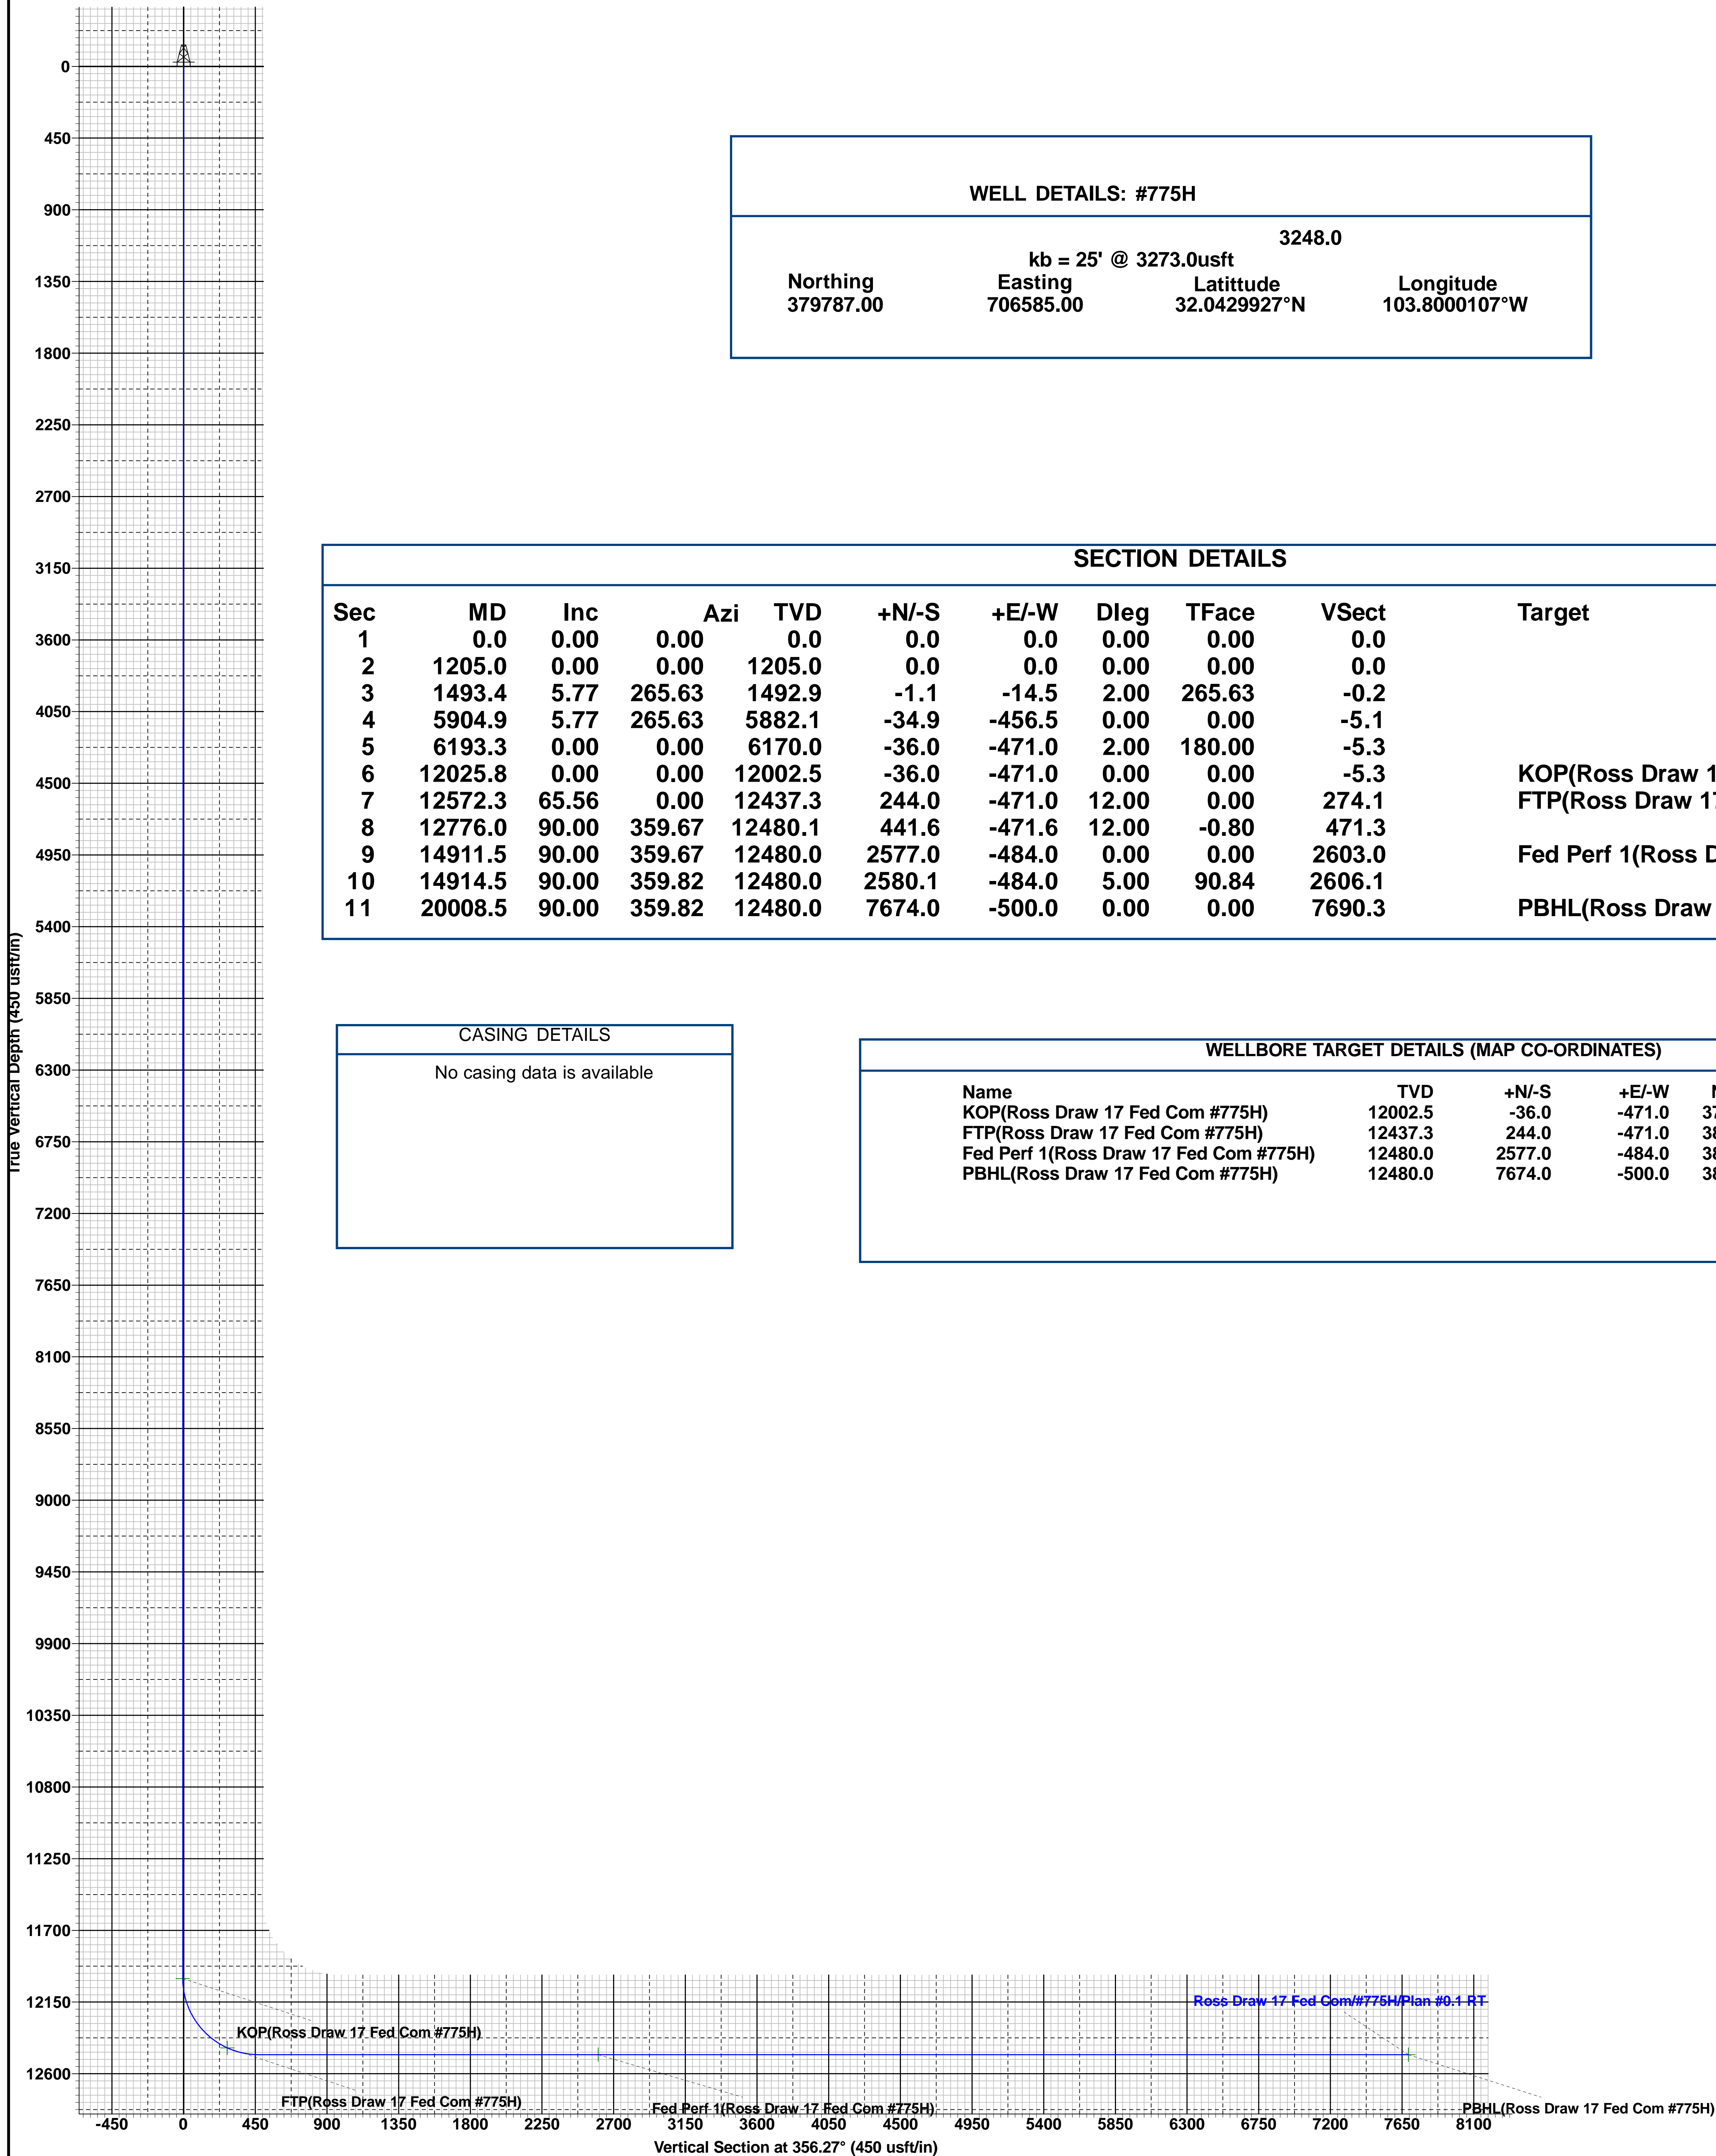 WELL DETAILS: #775H
3248.0
kb = 25' @ 3273.0usft
Northing Easting Latittude Longitude
379787.00 706585.00 32.0429927°N 103.8000107°W
SECTION DETAILS
Sec MD Inc Azi TVD +N/-S +E/-W Dleg TFace VSect Target
1 0.0 0.00 0.00 0.0 0.0 0.0 0.00 0.00 0.0
2 1205.0 0.00 0.00 1205.0 0.0 0.0 0.00 0.00 0.0
3 1493.4 5.77 265.63 1492.9 -1.1 -14.5 2.00 265.63 -0.2
4 5904.9 5.77 265.63 5882.1 -34.9 -456.5 0.00 0.00 -5.1
5 6193.3 0.00 0.00 6170.0 -36.0 -471.0 2.00 180.00 -5.3
6 12025.8 0.00 0.00 12002.5 -36.0 -471.0 0.00 0.00 -5.3 KOP(Ross Draw 1
7 12572.3 65.56 0.00 12437.3 244.0 -471.0 12.00 0.00 274.1 FTP(Ross Draw 17
8 12776.0 90.00 359.67 12480.1 441.6 -471.6 12.00 -0.80 471.3
9 14911.5 90.00 359.67 12480.0 2577.0 -484.0 0.00 0.00 2603.0 Fed Perf 1(Ross D
10 14914.5 90.00 359.82 12480.0 2580.1 -484.0 5.00 90.84 2606.1
11 20008.5 90.00 359.82 12480.0 7674.0 -500.0 0.00 0.00 7690.3 PBHL(Ross Draw
CASING DETAILS
No casing data is available
WELLBORE TARGET DETAILS (MAP CO-ORDINATES)
Name TVD +N/-S +E/-W N
KOP(Ross Draw 17 Fed Com #775H) 12002.5 -36.0 -471.0 37
FTP(Ross Draw 17 Fed Com #775H) 12437.3 244.0 -471.0 38
Fed Perf 1(Ross Draw 17 Fed Com #775H) 12480.0 2577.0 -484.0 38
PBHL(Ross Draw 17 Fed Com #775H) 12480.0 7674.0 -500.0 38
True Vertical Depth (450 usft/in)
0
450
900
1350
1800
2250
2700
3150
3600
4050
4500
4950
5400
5850
6300
6750
7200
7650
8100
8550
9000
9450
9900
10350
10800
11250
11700
12150
12600
Ross Draw 17 Fed Com/#775H/Plan #0.1 RT
KOP(Ross Draw 17 Fed Com #775H)
FTP(Ross Draw 17 Fed Com #775H)
Fed Perf 1(Ross Draw 17 Fed Com #775H)
PBHL(Ross Draw 17 Fed Com #775H)
-450 0 450 900 1350 1800 2250 2700 3150 3600 4050 4500 4950 5400 5850 6300 6750 7200 7650 8100
Vertical Section at 356.27° (450 usft/in)